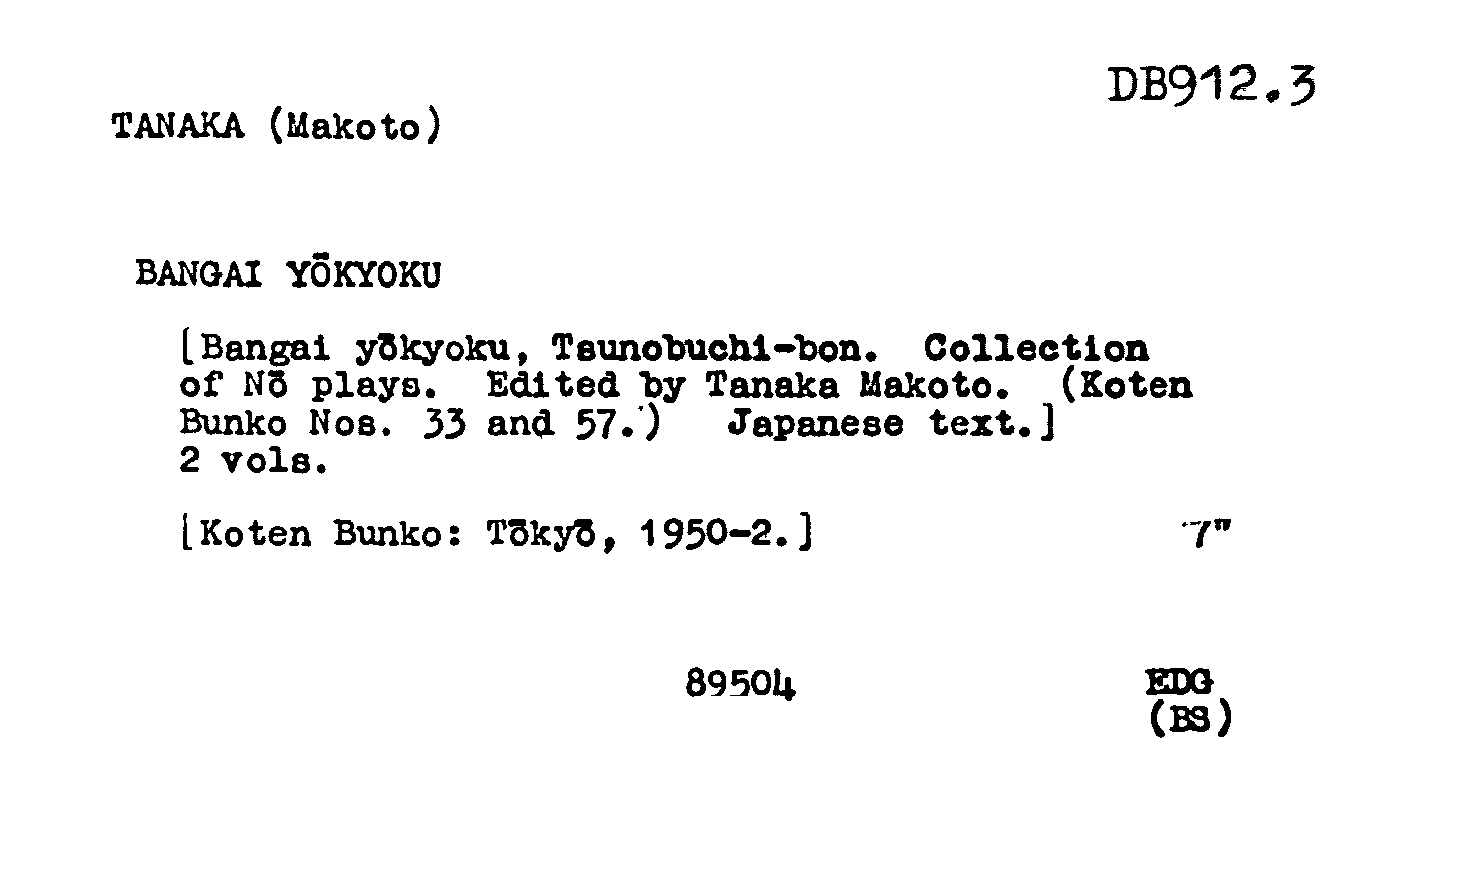 DB912.3
TANAKA (Makoto)
BANGAI YŌKYOKU
[Bangai yōkyoku, Tsunobuchi-bon. Collection
of Nō plays. Edited by Tanaka Makoto. (Koten
Bunko Nos. 33 and 57.) Japanese text.]
2 vols.
[Koten Bunko: Tōkyō, 1950-2.] 7"
89504 EDG
(BS)